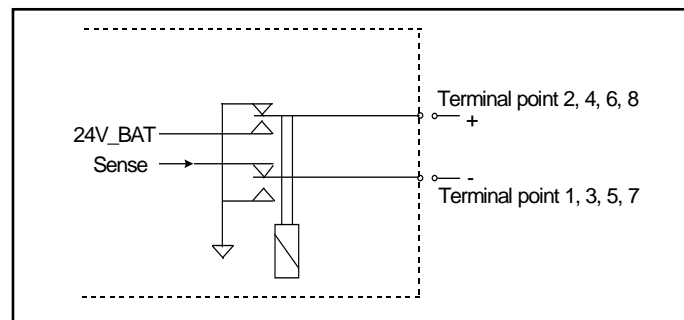 Terminal point 2, 4, 6, 8
+
24V_BAT
Sense
-
Terminal point 1, 3, 5, 7